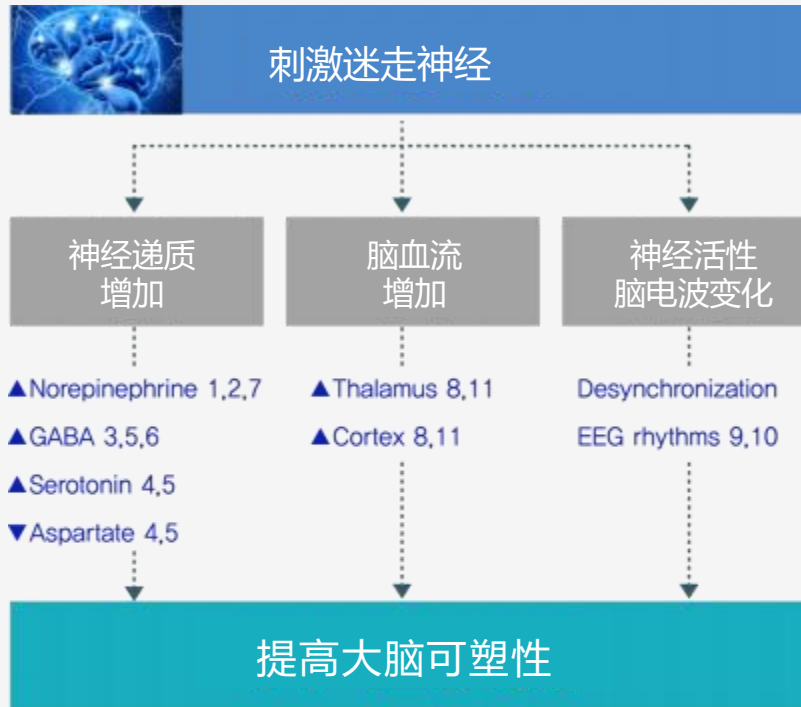 刺激迷走神经
神经递质
增加
脑血流
增加
神经活性
脑电波变化
▲Norepinephrine 1,2,7
▲GABA 3,5,6
▲Serotonin 4,5
▼Aspartate 4,5
▲Thalamus 8,11
▲Cortex 8,11
Desynchronization
EEG rhythms 9,10
提高大脑可塑性